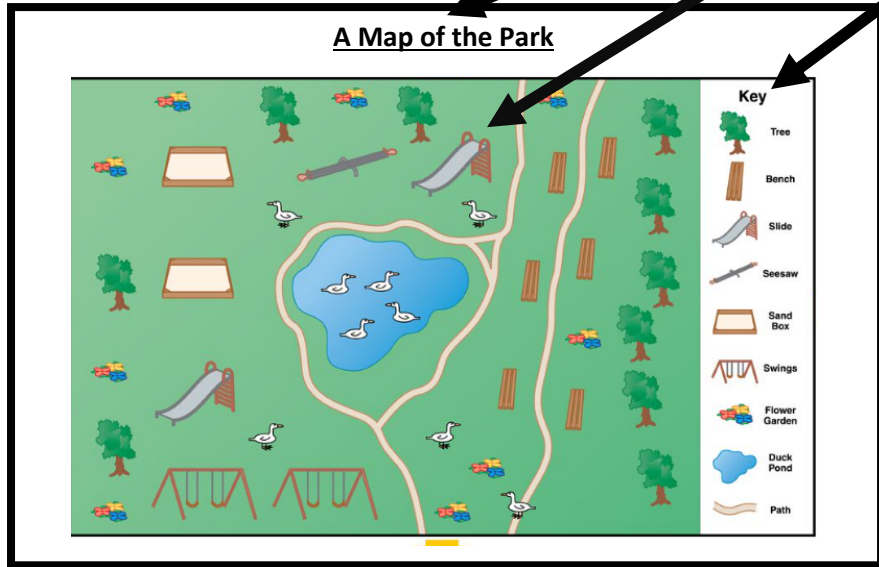 A Map of the Park
Key
Tree
Bench
Slide
Seesaw
Sand
Box
Swings
Flower
Garden
Duck
Pond
Path